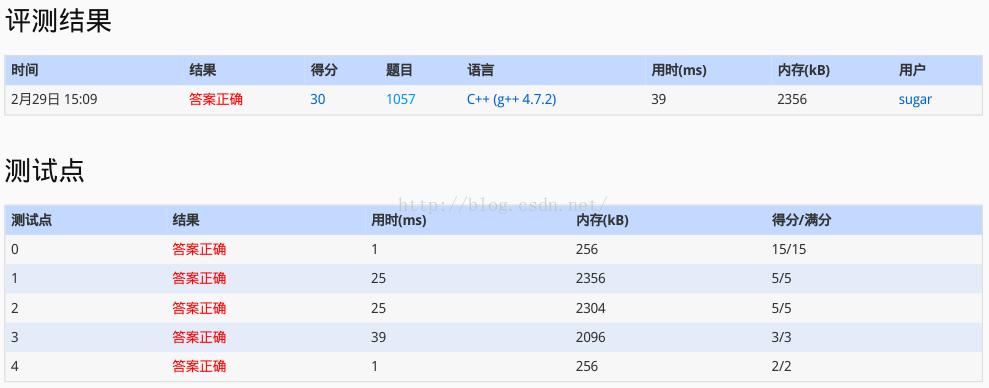 评测结果
时间 结果 得分 题目 语言 用时(ms) 内存(kB) 用户
2月29日 15:09 答案正确 30 1057 C++ (g++ 4.7.2) 39 2356 sugar
测试点
http://blog.csdn.net/
测试点 结果 用时(ms) 内存(kB) 得分/满分
0 答案正确 1 256 15/15
1 答案正确 25 2356 5/5
2 答案正确 25 2304 5/5
3 答案正确 39 2096 3/3
4 答案正确 1 256 2/2